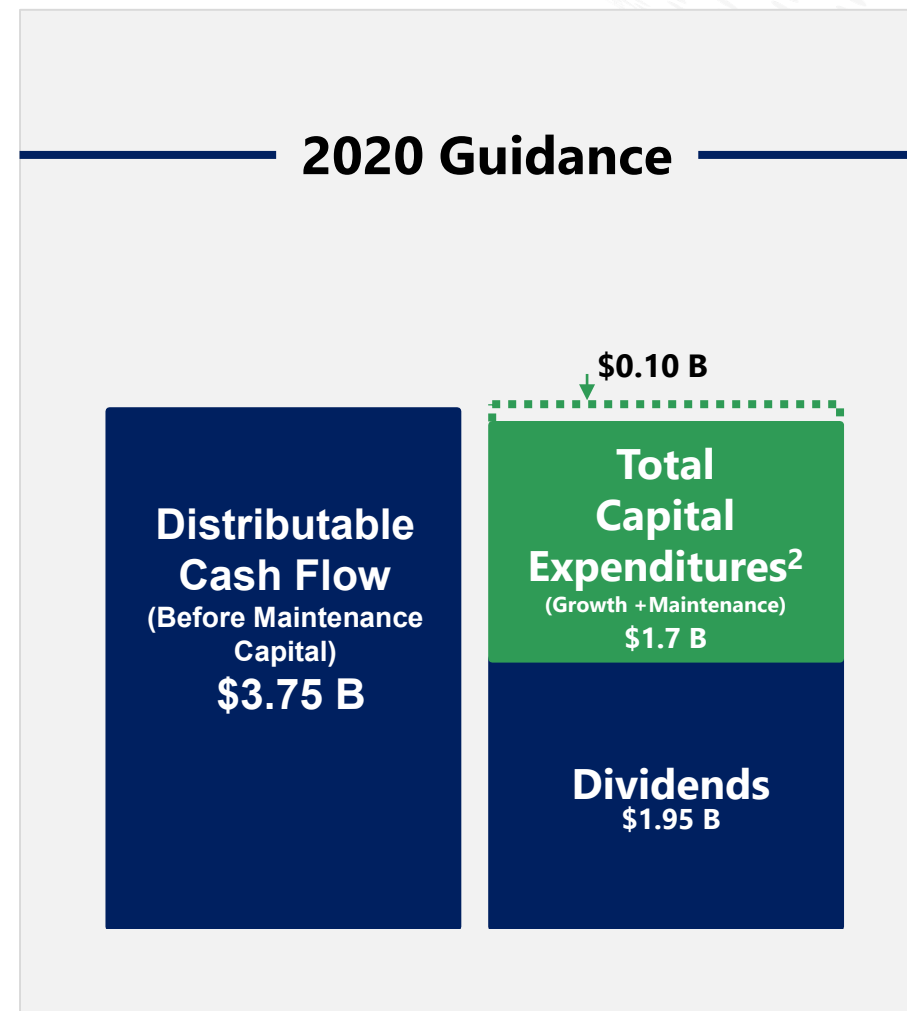 2020 Guidance
$0.10 B
Distributable
Cash Flow
(Before Maintenance
Capital)
$3.75 B
Total
Capital
Expenditures²
(Growth +Maintenance)
$1.7 B
Dividends
$1.95 B